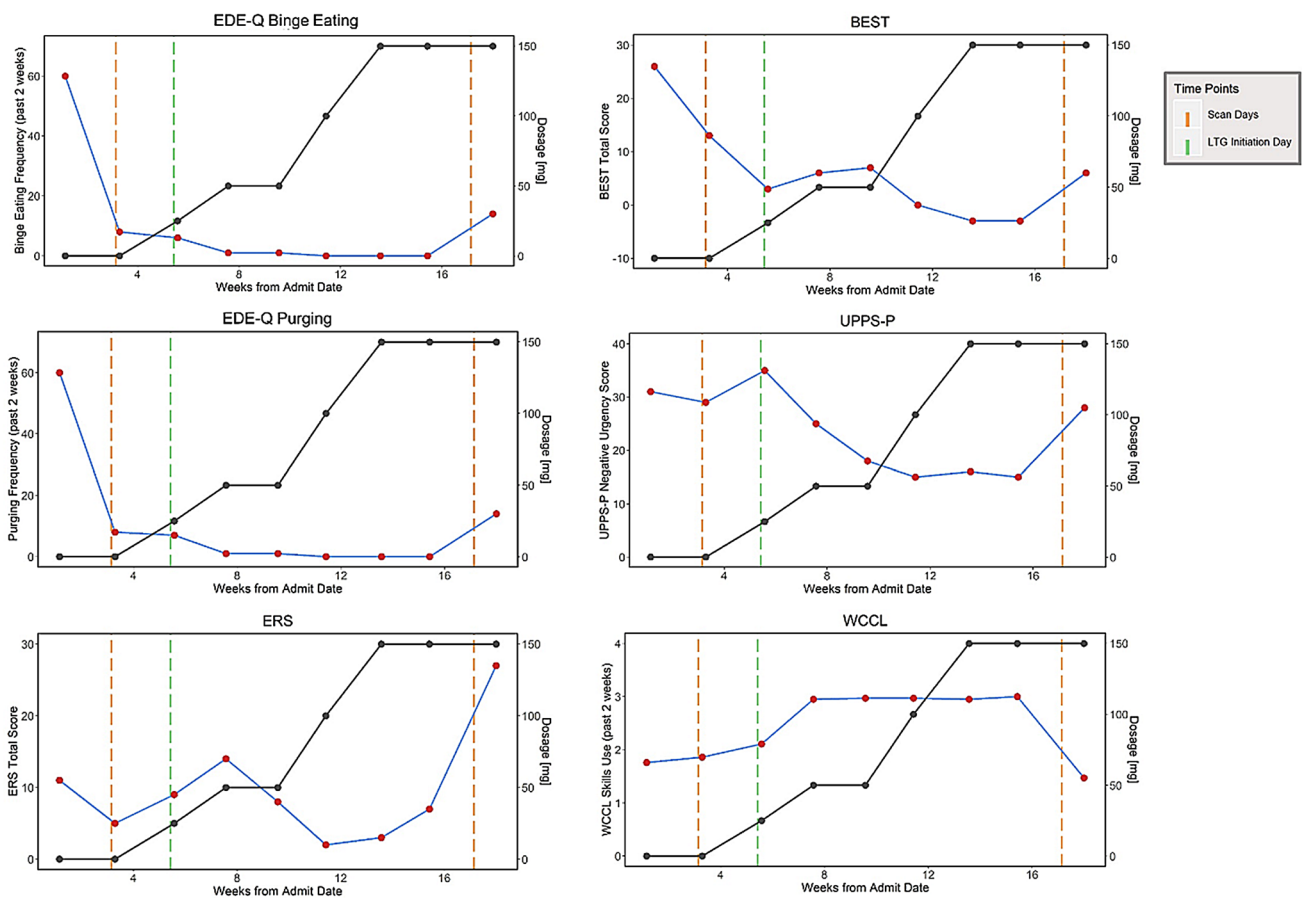 EDE-Q Binge Eating
Binge Eating Frequency (past 2 weeks)
60
40
20
0
150
100
50
0
Dosage [mg]
4 8 12 16
Weeks from Admit Date
BEST
BEST Total Score
30
20
10
0
-10
150
100
50
0
Dosage [mg]
4 8 12 16
Weeks from Admit Date
Time Points
Scan Days
LTG Initiation Day
EDE-Q Purging
Purging Frequency (past 2 weeks)
60
40
20
0
150
100
50
0
Dosage [mg]
4 8 12 16
Weeks from Admit Date
UPPS-P
UPPS-P Negative Urgency Score
40
30
20
10
0
150
100
50
0
Dosage [mg]
4 8 12 16
Weeks from Admit Date
ERS
ERS Total Score
30
20
10
0
150
100
50
0
Dosage [mg]
4 8 12 16
Weeks from Admit Date
WCCL
WCCL Skills Use (past 2 weeks)
4
3
2
1
0
150
100
50
0
Dosage [mg]
4 8 12 16
Weeks from Admit Date